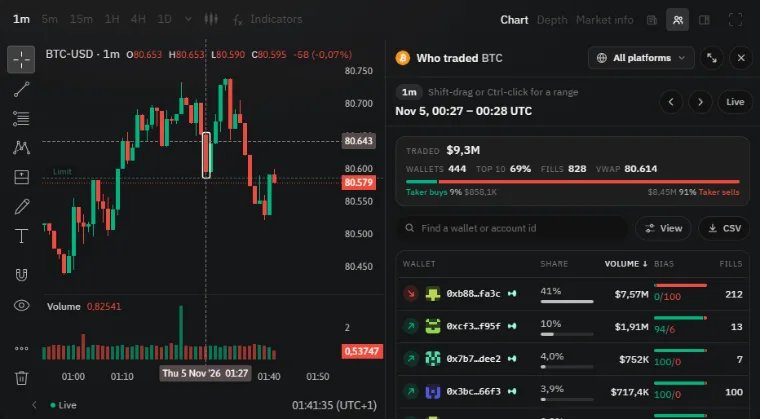 1m 5m 15m 1H 4H 1D fx Indicators
Chart Depth Market info
BTC-USD · 1m O80.653 H80.653 L80.590 C80.595 -58 (-0,07%)
80.750
80.700
80.643
80.600
Limit
80.579
80.550
80.500
80.450
Volume 0,82541
2
0,53747
01:00 01:10 Thu 5 Nov '26 01:27 01:40 01:50
Live 01:41:35 (UTC+1)
Who traded BTC All platforms
1m Shift-drag or Ctrl-click for a range
Nov 5, 00:27 – 00:28 UTC Live
TRADED $9,3M
WALLETS 444 TOP 10 69% FILLS 828 VWAP 80.614
Taker buys 9% $858,1K $8,45M 91% Taker sells
Find a wallet or account id View CSV
WALLET SHARE VOLUME ↓ BIAS FILLS
0xb88…fa3c 41% $7,57M 0/100 212
0xcf3…f95f 10% $1,91M 94/6 13
0x7b7…dee2 4,0% $752K 100/0 7
0x3bc…66f3 3,9% $717,4K 100/0 100